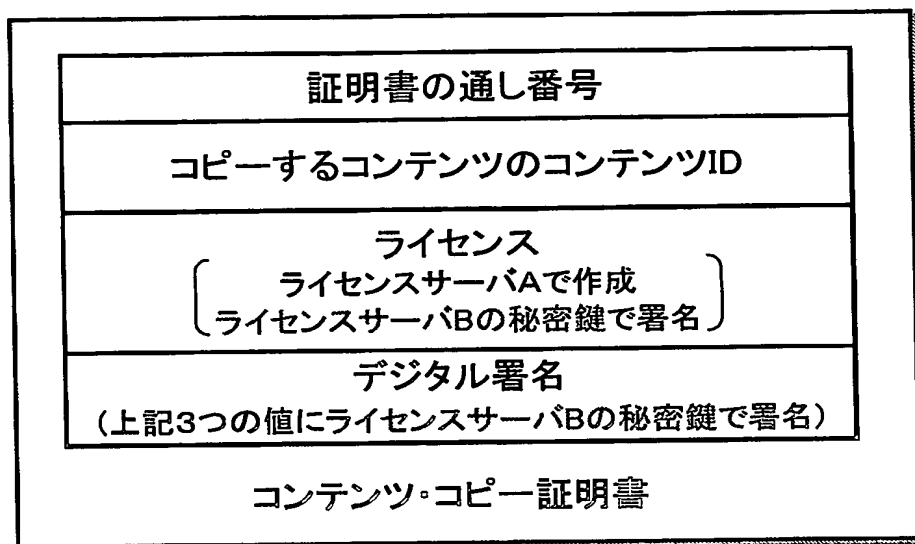 証明書の通し番号
コピーするコンテンツのコンテンツID
ライセンス
ライセンスサーバAで作成
ライセンスサーバBの秘密鍵で署名
デジタル署名
(上記3つの値にライセンスサーバBの秘密鍵で署名)
コンテンツ・コピー証明書